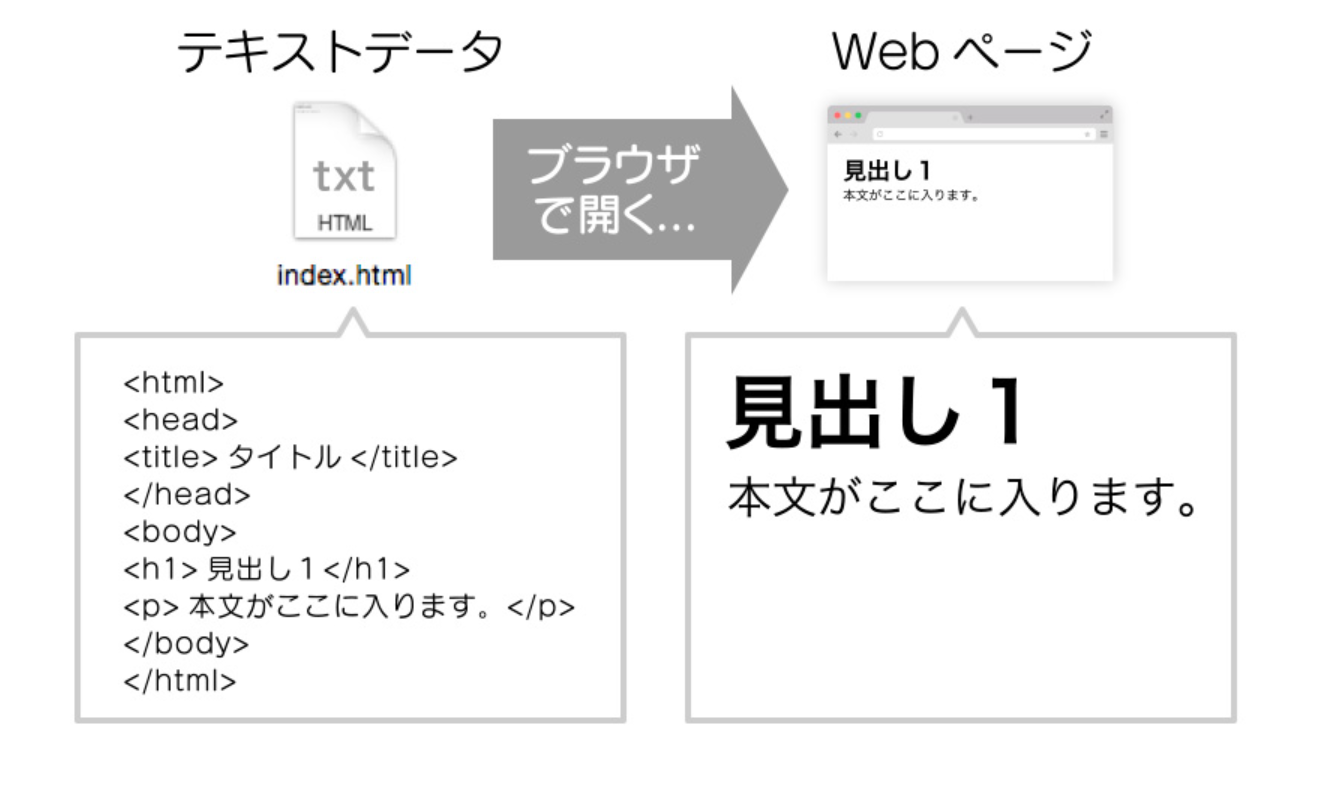 テキストデータ
Web ページ
txt
HTML
index.html
ブラウザ
で開く...
見出し１
本文がここに入ります。
<html>
<head>
<title> タイトル </title>
</head>
<body>
<h1> 見出し１</h1>
<p> 本文がここに入ります。</p>
</body>
</html>
見出し１
本文がここに入ります。